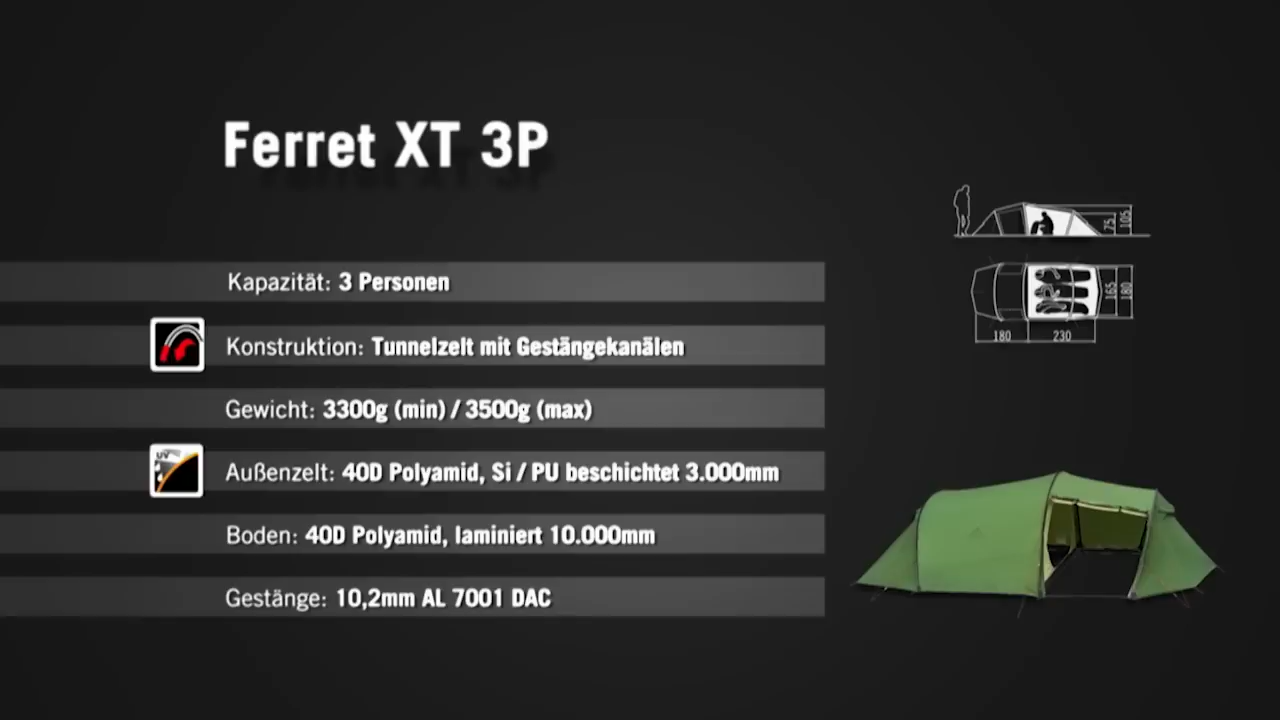 Ferret XT 3P
Kapazität: 3 Personen
Konstruktion: Tunnelzelt mit Gestängekanälen
Gewicht: 3300g (min) / 3500g (max)
UV
Außenzelt: 40D Polyamid, Si / PU beschichtet 3.000mm
Boden: 40D Polyamid, laminiert 10.000mm
Gestänge: 10,2mm AL 7001 DAC
75
105
165
180
180
230